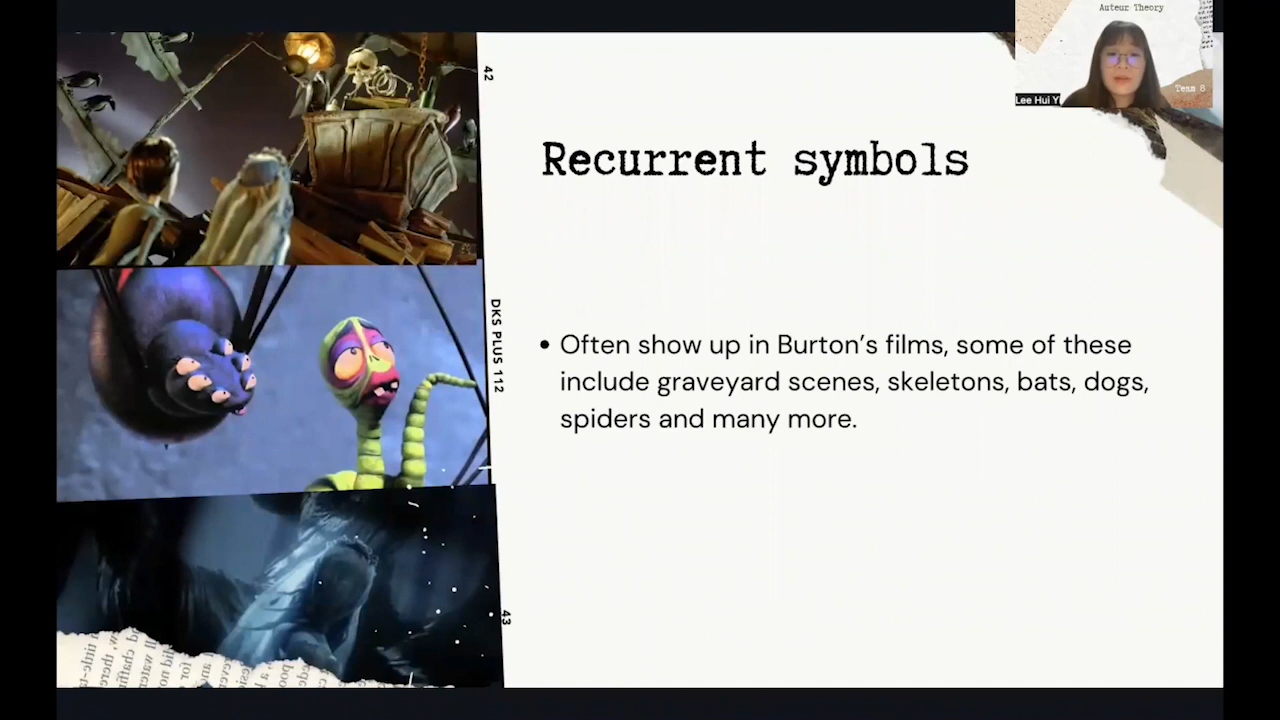 Auteur Theory
Team 8
Lee Hui Yi
42
Recurrent symbols
DKS PLUS 112
• Often show up in Burton’s films, some of these
include graveyard scenes, skeletons, bats, dogs,
spiders and many more.
43